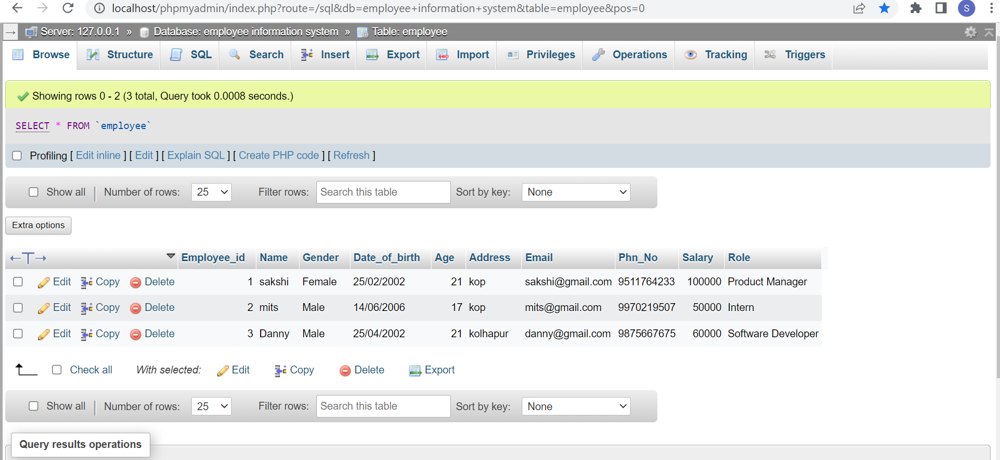 localhost/phpmyadmin/index.php?route=/sql&db=employee+information+system&table=employee&pos=0
S
Server: 127.0.0.1 » Database: employee information system » Table: employee
Browse Structure SQL Search Insert Export Import Privileges Operations Tracking Triggers
Showing rows 0 - 2 (3 total, Query took 0.0008 seconds.)
SELECT * FROM `employee`
Profiling [ Edit inline ] [ Edit ] [ Explain SQL ] [ Create PHP code ] [ Refresh ]
Show all | Number of rows: 25 Filter rows: Search this table Sort by key: None
Extra options
←T→ Employee_id Name Gender Date_of_birth Age Address Email Phn_No Salary Role
Edit Copy Delete 1 sakshi Female 25/02/2002 21 kop sakshi@gmail.com 9511764233 100000 Product Manager
Edit Copy Delete 2 mits Male 14/06/2006 17 kop mits@gmail.com 9970219507 50000 Intern
Edit Copy Delete 3 Danny Male 25/04/2002 21 kolhapur danny@gmail.com 9875667675 60000 Software Developer
Check all With selected: Edit Copy Delete Export
Show all | Number of rows: 25 Filter rows: Search this table Sort by key: None
Query results operations